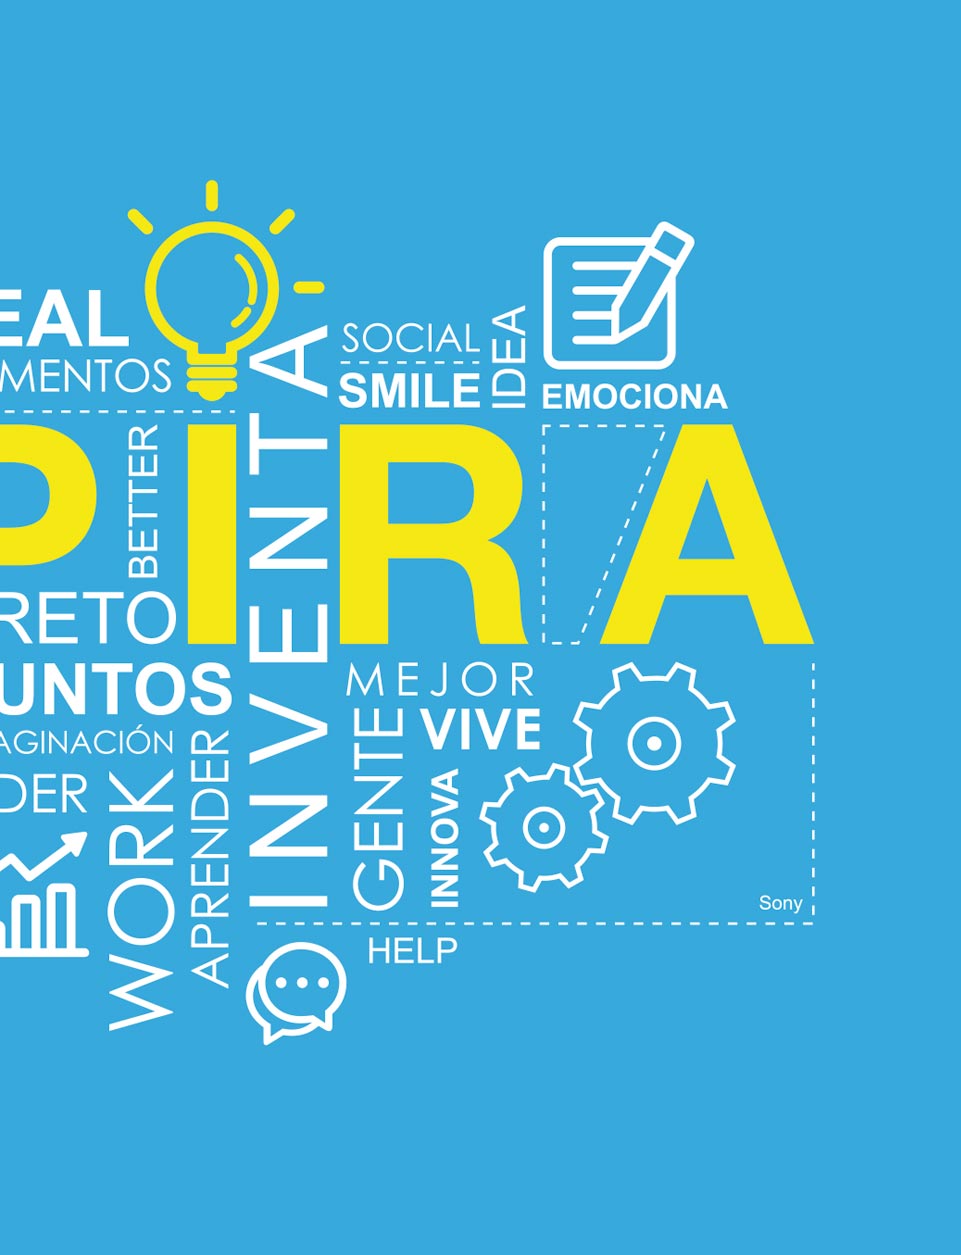 EAL
MENTOS
SOCIAL
SMILE
IDEA
EMOCIONA
PIRA
BETTER
INVENTA
RETO
UNTOS
AGINACIÓN
DER
WORK
APRENDER
MEJOR
GENTE
VIVE
INNOVA
Sony
HELP